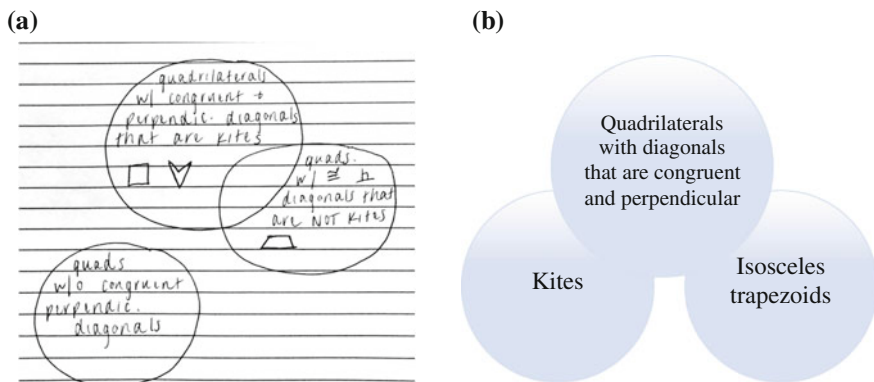 (a)
quadrilaterals
w/ congruent +
perpendic. diagonals
that are kites
quads.
w/ ≅ ⊥
diagonals that
are NOT kites
quads
w/o congruent
perpendic.
diagonals
(b)
Quadrilaterals
with diagonals
that are congruent
and perpendicular
Kites
Isosceles
trapezoids